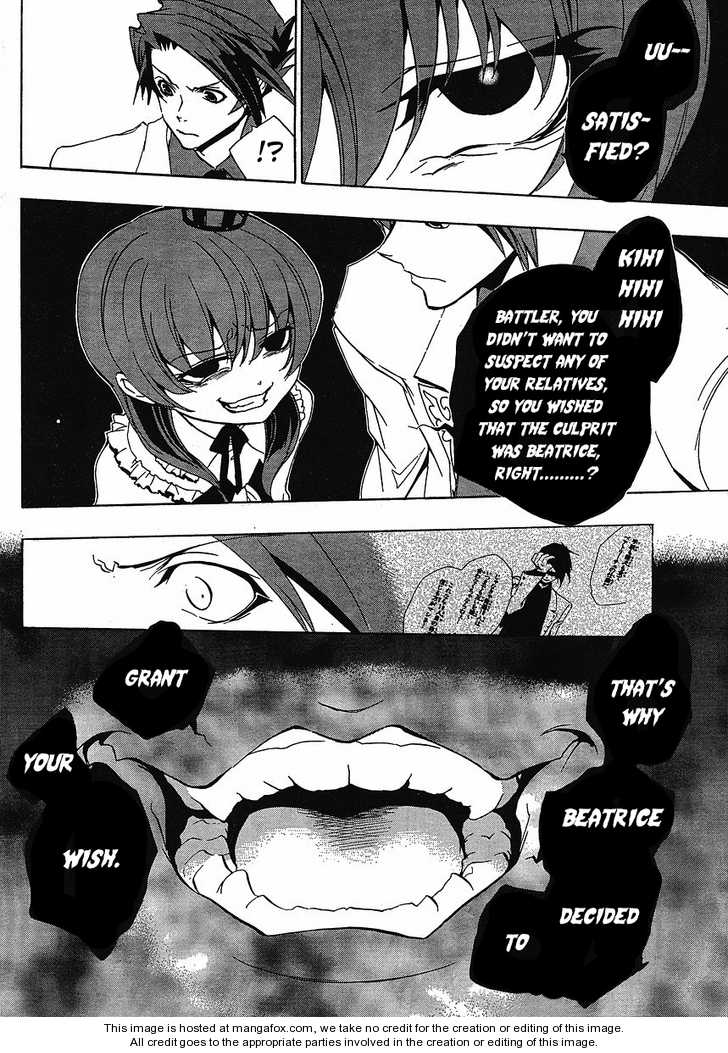 UU--
SATIS-
FIED?
!?
KIHI
HIHI
HIHI
BATTLER, YOU
DIDN'T WANT TO
SUSPECT ANY OF
YOUR RELATIVES,
SO YOU WISHED
THAT THE CULPRIT
WAS BEATRICE,
RIGHT.........?
THAT'S
WHY
BEATRICE
DECIDED
TO
GRANT
YOUR
WISH.
This image is hosted at mangafox.com, we take no credit for the creation or editing of this image.
All credit goes to the appropriate parties involved in the creation or editing of this image.